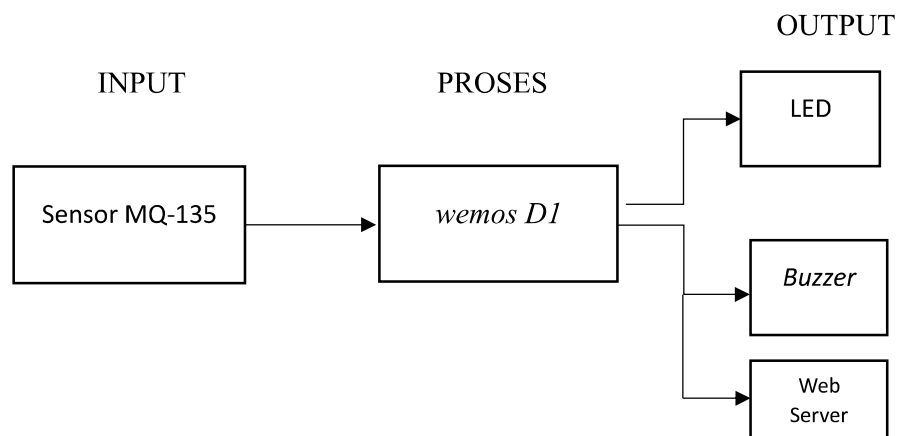 OUTPUT
INPUT
PROSES
LED
Sensor MQ-135
wemos D1
Buzzer
Web
Server